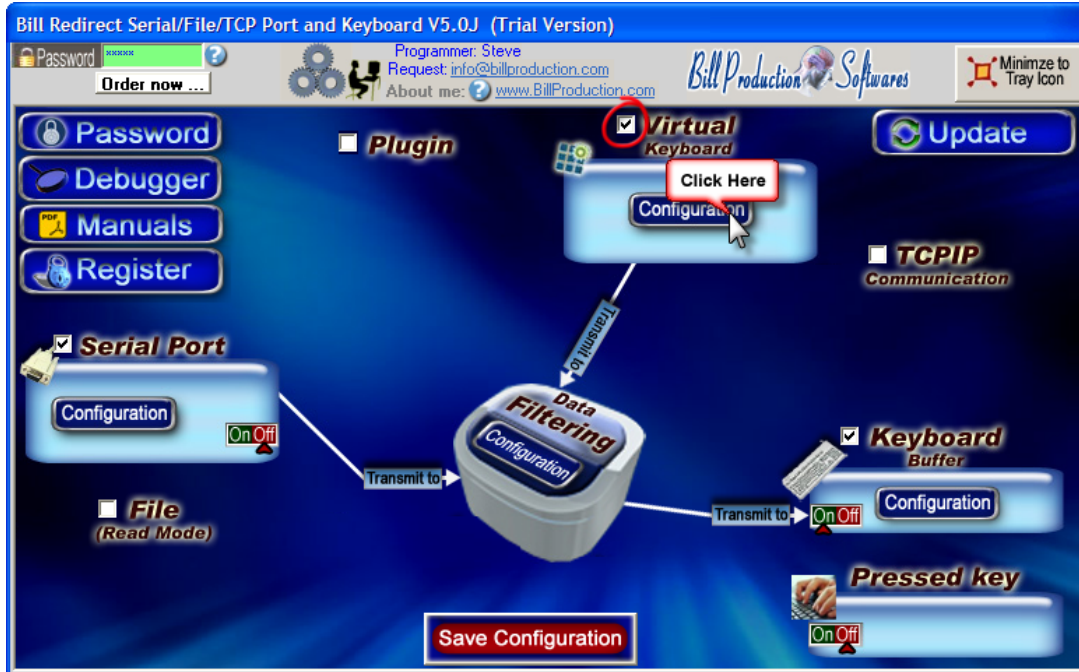 Bill Redirect Serial/File/TCP Port and Keyboard V5.0J (Trial Version)
Password xxxxx ?
Order now ...
Programmer: Steve
Request: info@billproduction.com
About me: ? www.BillProduction.com
Bill Production Softwares
Minimze to
Tray Icon
Password
Debugger
PDF Manuals
Register
Plugin
Virtual
Keyboard
Click Here
Configuration
Update
TCPIP
Communication
Transmit to
Serial Port
Configuration
On Off
Transmit to
Data
Filtering
Configuration
File
(Read Mode)
Keyboard
Buffer
Configuration
Transmit to
On Off
Pressed key
On Off
Save Configuration